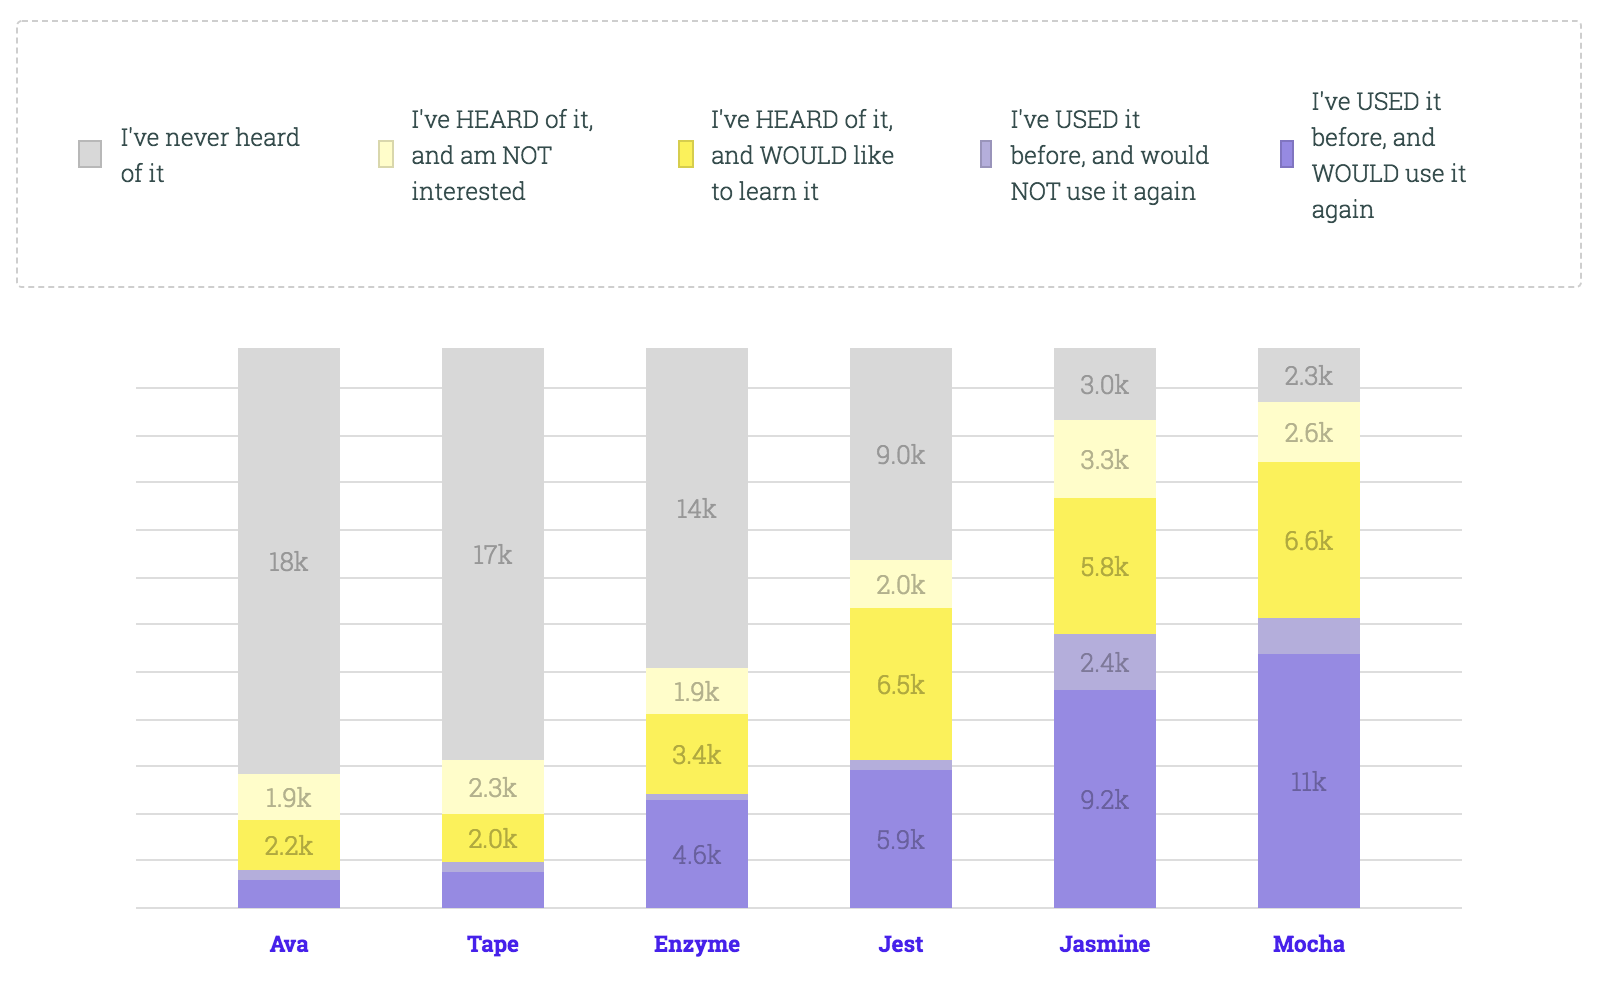 I've never heard
of it
I've HEARD of it,
and am NOT
interested
I've HEARD of it,
and WOULD like
to learn it
I've USED it
before, and would
NOT use it again
I've USED it
before, and
WOULD use it
again
18k
1.9k
2.2k
17k
2.3k
2.0k
14k
1.9k
3.4k
4.6k
9.0k
2.0k
6.5k
5.9k
3.0k
3.3k
5.8k
2.4k
9.2k
2.3k
2.6k
6.6k
11k
Ava
Tape
Enzyme
Jest
Jasmine
Mocha